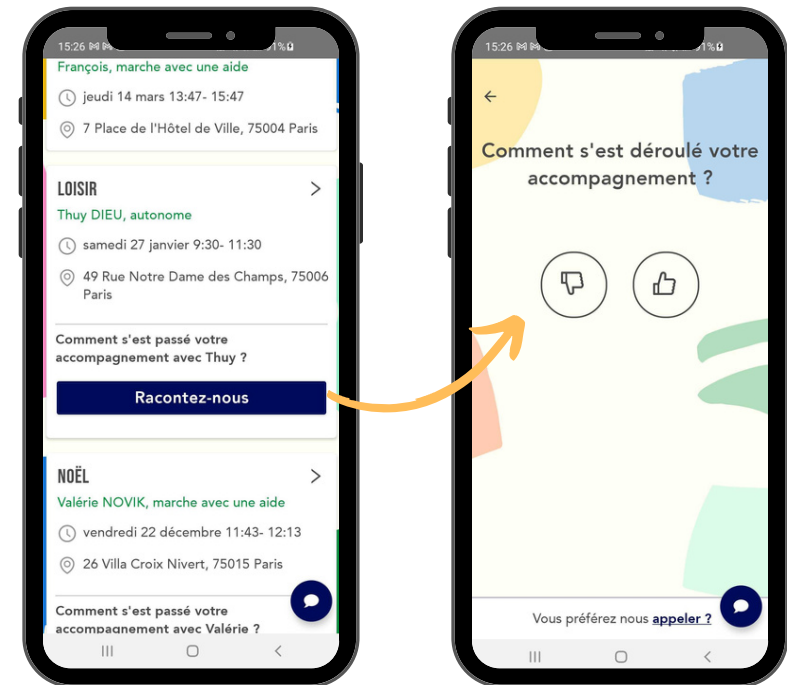 15:26
91%
François, marche avec une aide
jeudi 14 mars 13:47- 15:47
7 Place de l'Hôtel de Ville, 75004 Paris
LOISIR
Thuy DIEU, autonome
samedi 27 janvier 9:30- 11:30
49 Rue Notre Dame des Champs, 75006
Paris
Comment s'est passé votre
accompagnement avec Thuy ?
Racontez-nous
NOËL
Valérie NOVIK, marche avec une aide
vendredi 22 décembre 11:43- 12:13
26 Villa Croix Nivert, 75015 Paris
Comment s'est passé votre
accompagnement avec Valérie ?
15:26
1%
Comment s'est déroulé votre
accompagnement ?
Vous préférez nous appeler ?